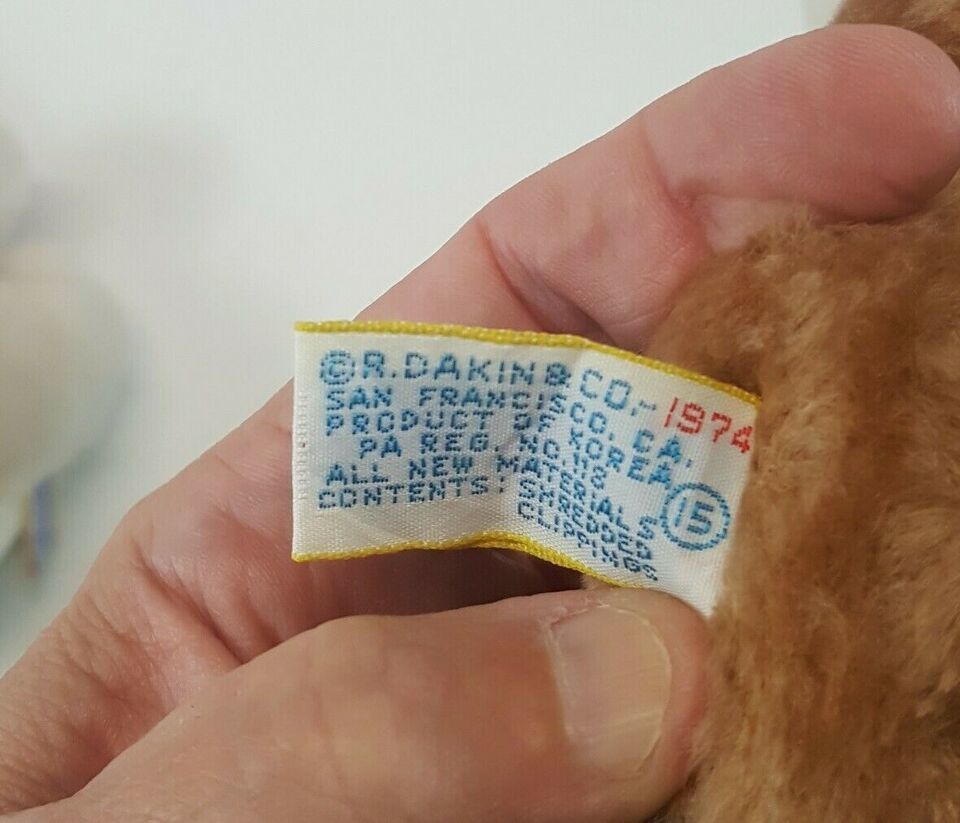 © R. DAKIN & CO. - 1974
SAN FRANCISCO, CA.
PRODUCT OF KOREA
PA REG. NO. 118
ALL NEW MATERIALS
CONTENTS: SHREDDED
CLIPPINGS
15